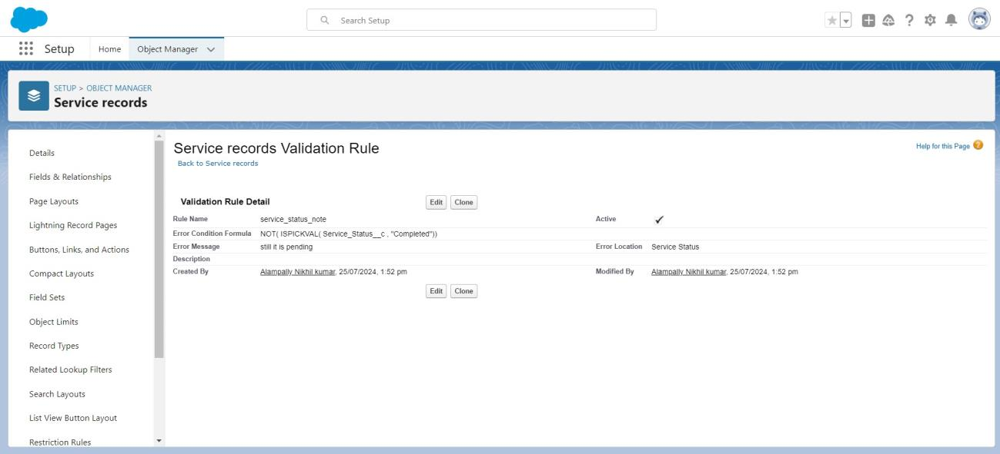 Search Setup
Setup Home Object Manager
SETUP > OBJECT MANAGER
Service records
Details
Fields & Relationships
Page Layouts
Lightning Record Pages
Buttons, Links, and Actions
Compact Layouts
Field Sets
Object Limits
Record Types
Related Lookup Filters
Search Layouts
List View Button Layout
Restriction Rules
Service records Validation Rule
Help for this Page ?
Back to Service records
Validation Rule Detail Edit Clone
Rule Name service_status_note Active ✓
Error Condition Formula NOT( ISPICKVAL( Service_Status__c , "Completed"))
Error Message still it is pending Error Location Service Status
Description
Created By Alampally Nikhil kumar, 25/07/2024, 1:52 pm Modified By Alampally Nikhil kumar, 25/07/2024, 1:52 pm
Edit Clone